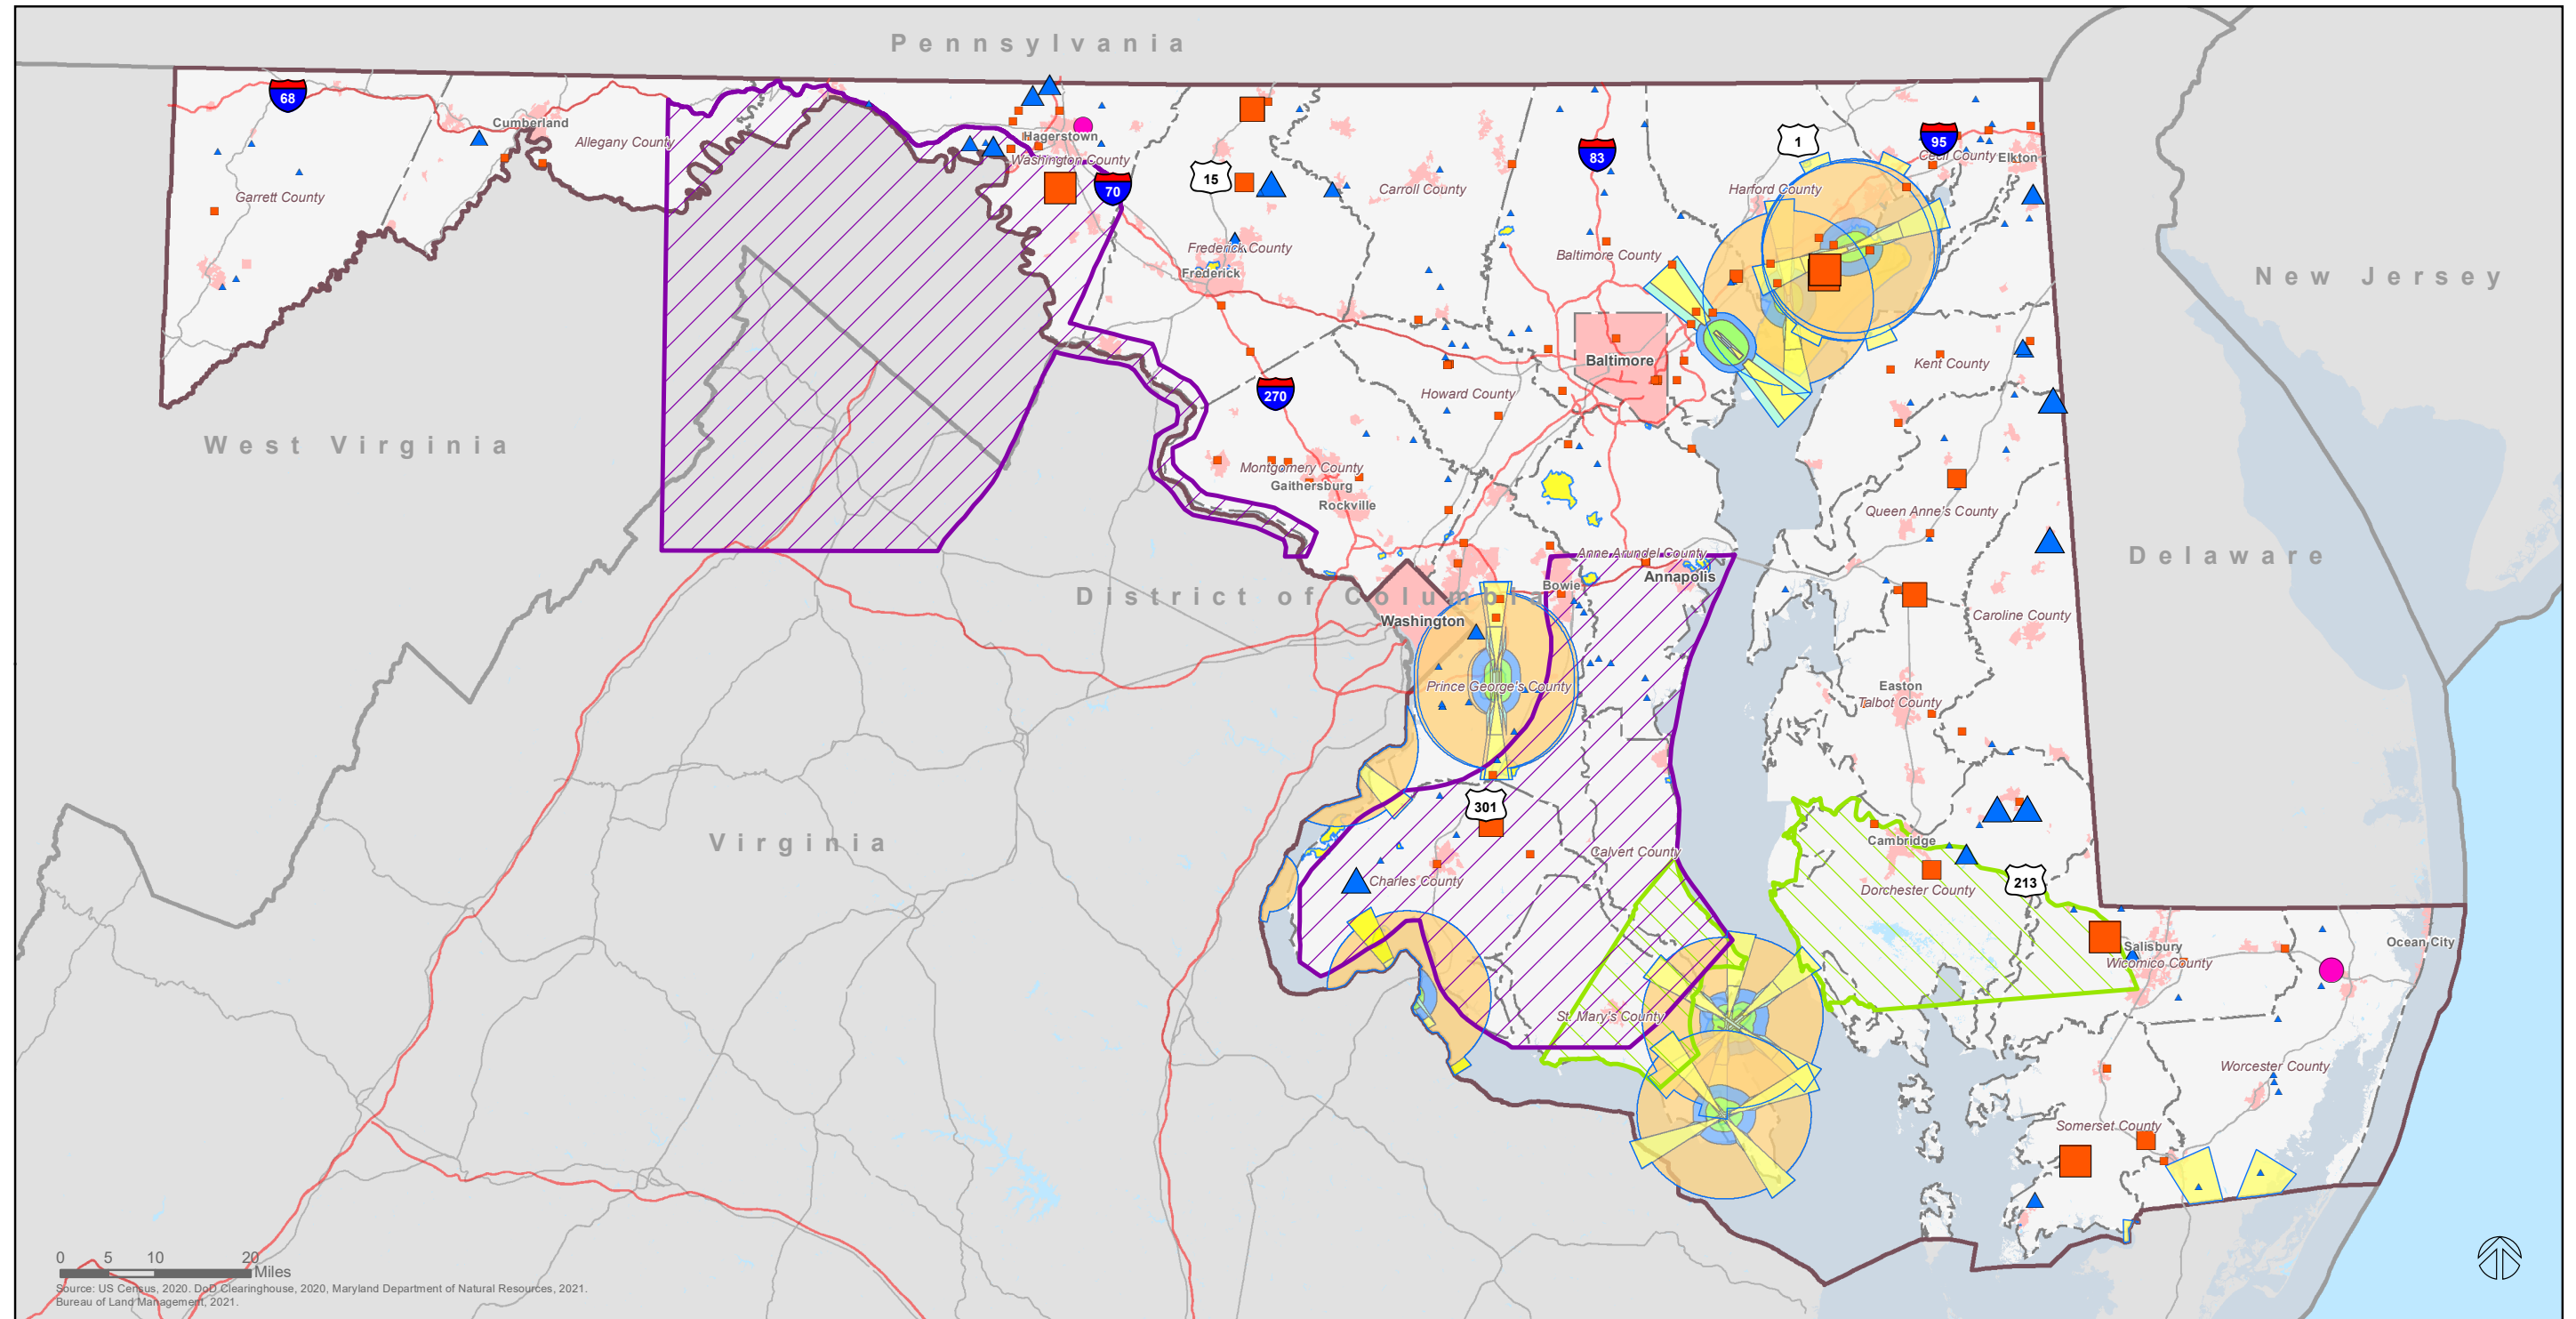 Pennsylvania
68
Cumberland
Allegany County
Garrett County
Hagerstown
Washington County
70
15
Carroll County
83
1
95
Cecil County
Elkton
Harford County
Frederick County
Frederick
Baltimore County
New Jersey
Baltimore
Kent County
270
Howard County
West Virginia
Montgomery County
Gaithersburg
Rockville
Queen Anne's County
Delaware
Anne Arundel County
Annapolis
Bowie
District of Columbia
Washington
Caroline County
Prince George's County
Easton
Talbot County
301
Virginia
Cambridge
Calvert County
Charles County
Dorchester County
213
Salisbury
Ocean City
Wicomico County
St. Mary's County
Worcester County
Somerset County
0 5 10 20
Miles
Source: US Census, 2020. DoD Clearinghouse, 2020, Maryland Department of Natural Resources, 2021.
Bureau of Land Management, 2021.